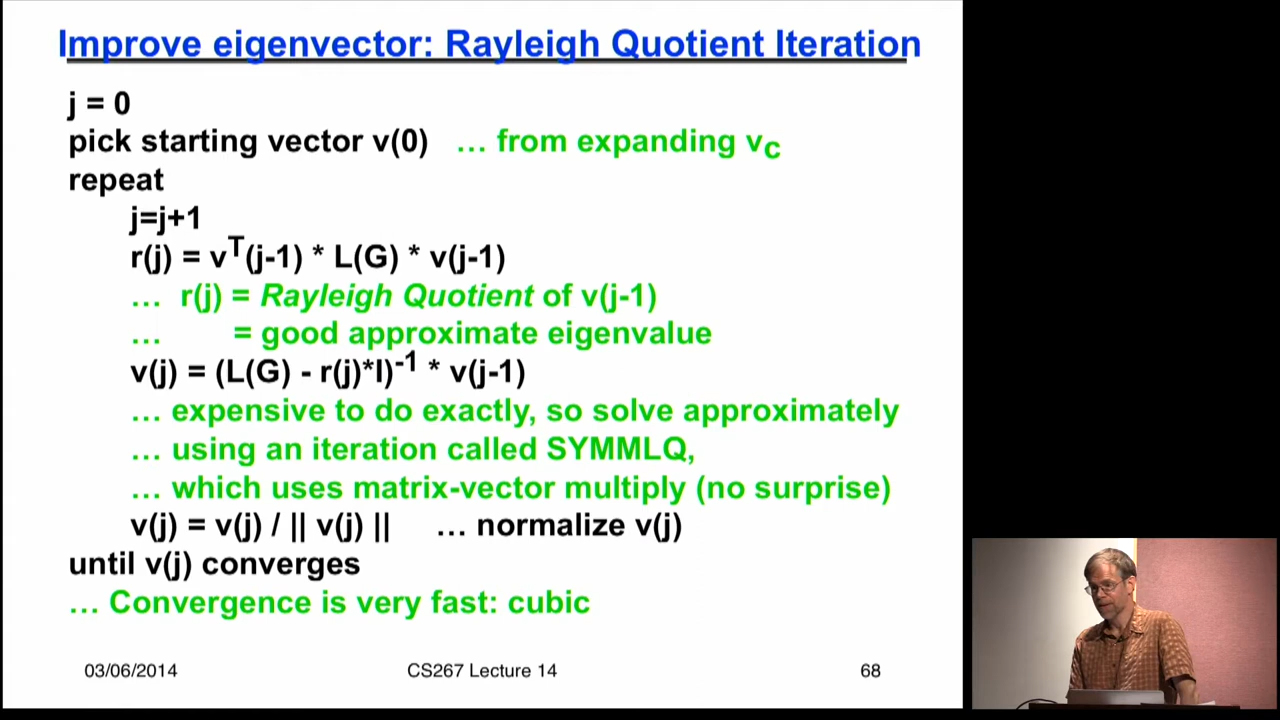 Improve eigenvector: Rayleigh Quotient Iteration
j = 0
pick starting vector v(0) … from expanding vC
repeat
j=j+1
r(j) = vT(j-1) * L(G) * v(j-1)
… r(j) = Rayleigh Quotient of v(j-1)
… = good approximate eigenvalue
v(j) = (L(G) - r(j)*I)-1 * v(j-1)
… expensive to do exactly, so solve approximately
… using an iteration called SYMMLQ,
… which uses matrix-vector multiply (no surprise)
v(j) = v(j) / || v(j) || … normalize v(j)
until v(j) converges
… Convergence is very fast: cubic
03/06/2014 CS267 Lecture 14 68